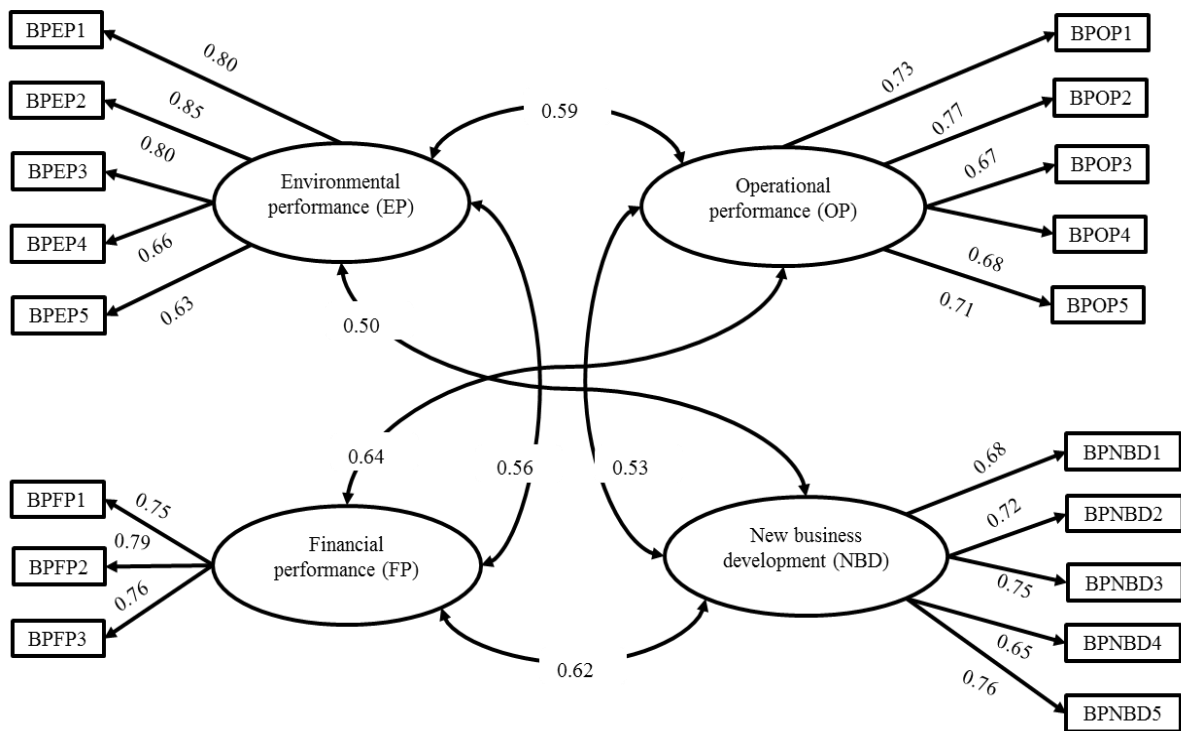 BPEP1
0.80
BPEP2
0.85
BPEP3
0.80
BPEP4
0.66
BPEP5
0.63
Environmental
performance (EP)
0.59
Operational
performance (OP)
BPOP1
0.73
BPOP2
0.77
BPOP3
0.67
BPOP4
0.68
BPOP5
0.71
0.50
0.64
0.56
0.53
BPFP1
0.75
BPFP2
0.79
BPFP3
0.76
Financial
performance (FP)
0.62
New business
development (NBD)
BPNBD1
0.68
BPNBD2
0.72
BPNBD3
0.75
BPNBD4
0.65
BPNBD5
0.76